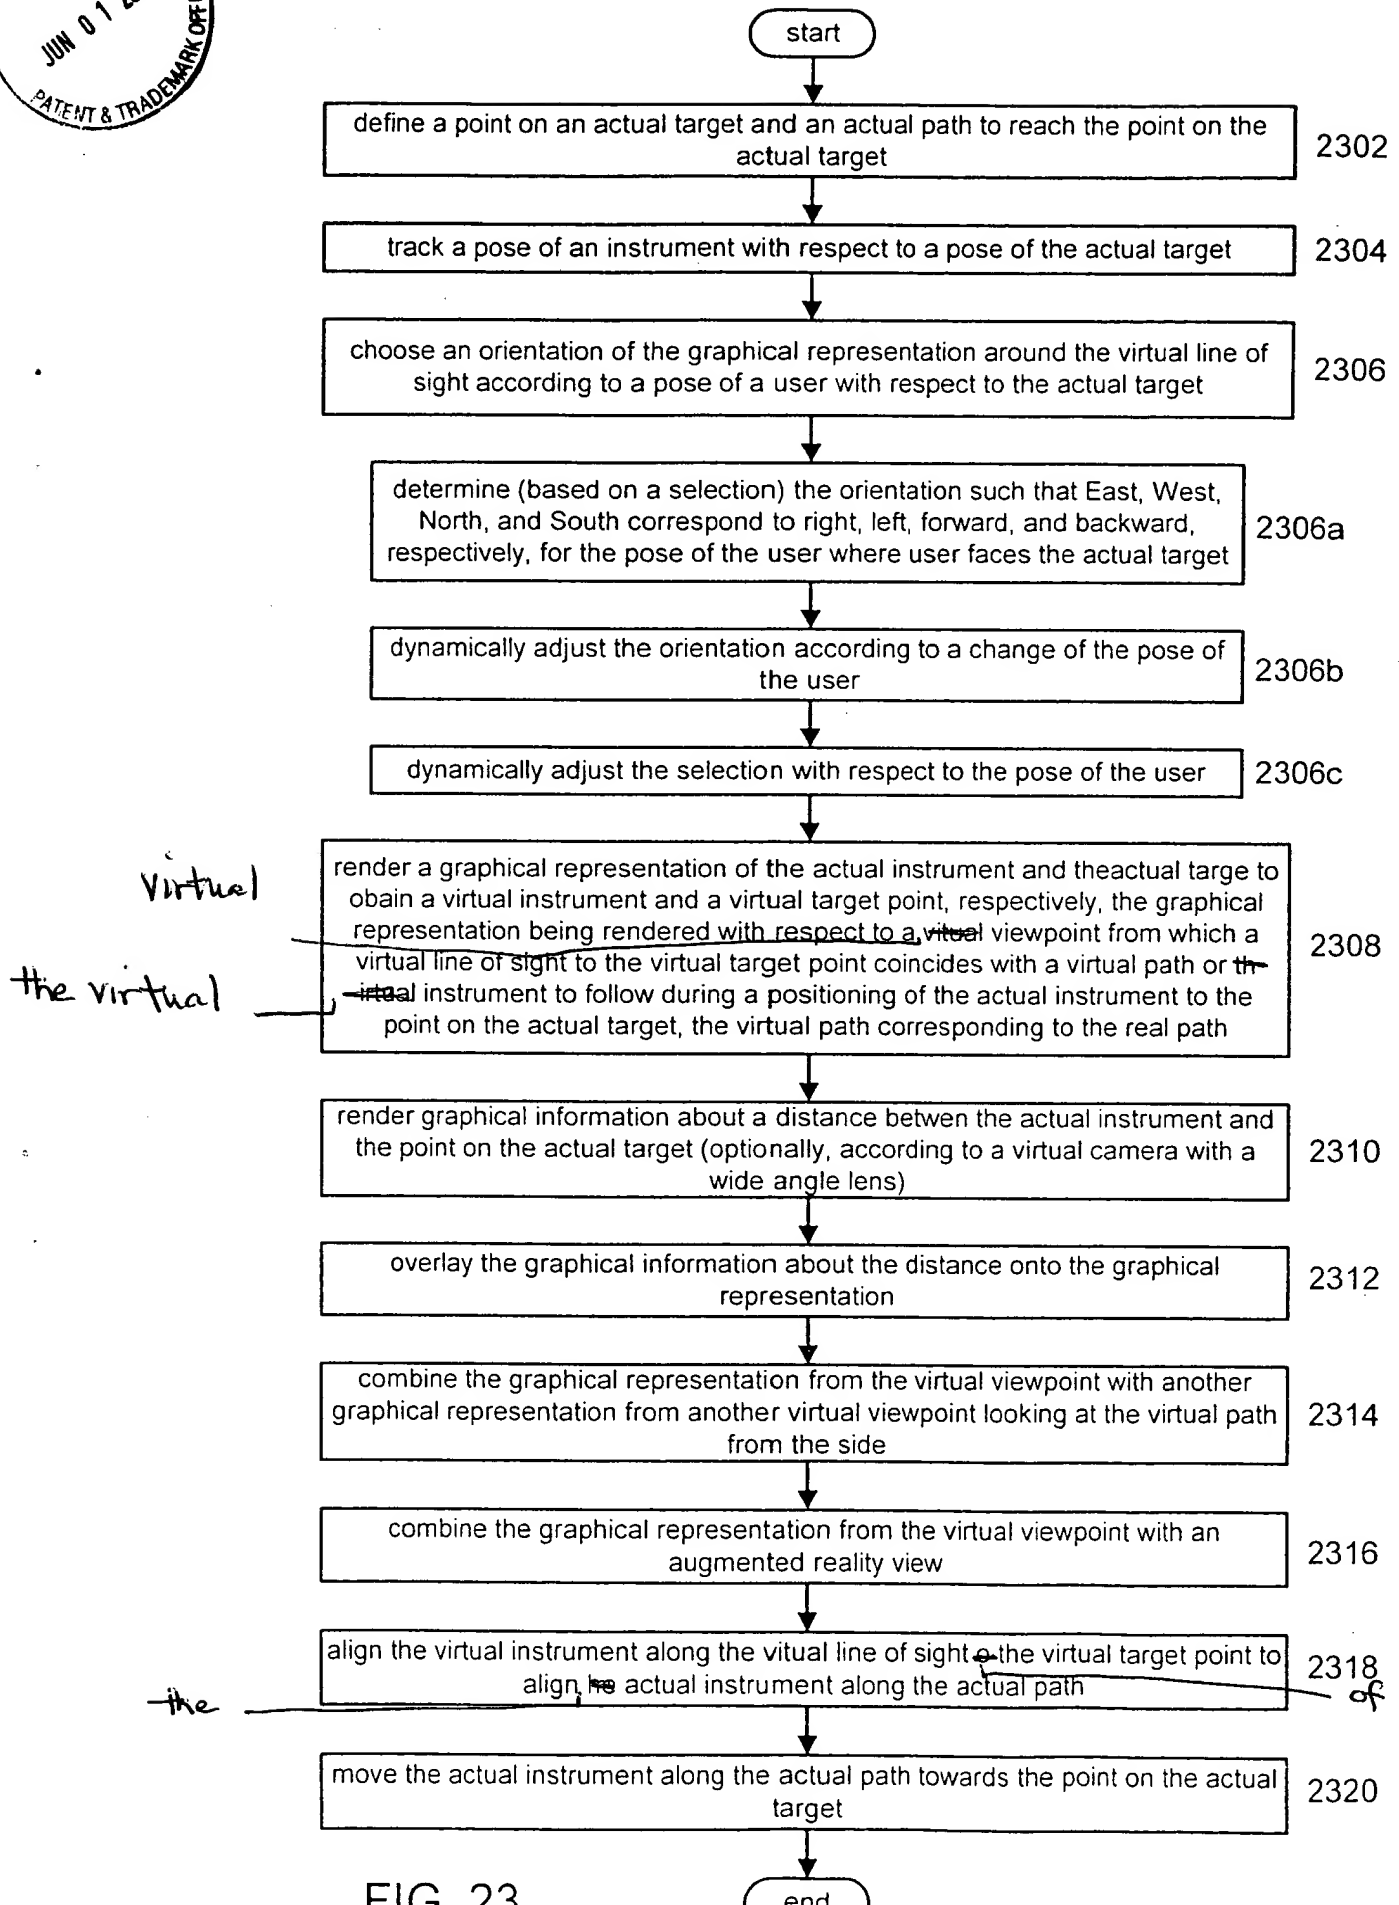 JUN 01
PATENT & TRADEMARK OFF
start
define a point on an actual target and an actual path to reach the point on the
actual target
2302
track a pose of an instrument with respect to a pose of the actual target
2304
choose an orientation of the graphical representation around the virtual line of
sight according to a pose of a user with respect to the actual target
2306
determine (based on a selection) the orientation such that East, West,
North, and South correspond to right, left, forward, and backward,
respectively, for the pose of the user where user faces the actual target
2306a
dynamically adjust the orientation according to a change of the pose of
the user
2306b
dynamically adjust the selection with respect to the pose of the user
2306c
virtual
the virtual
render a graphical representation of the actual instrument and theactual targe to
obain a virtual instrument and a virtual target point, respectively, the graphical
representation being rendered with respect to a vitual viewpoint from which a
virtual line of sight to the virtual target point coincides with a virtual path or th
irtual instrument to follow during a positioning of the actual instrument to the
point on the actual target, the virtual path corresponding to the real path
2308
render graphical information about a distance betwen the actual instrument and
the point on the actual target (optionally, according to a virtual camera with a
wide angle lens)
2310
overlay the graphical information about the distance onto the graphical
representation
2312
combine the graphical representation from the virtual viewpoint with another
graphical representation from another virtual viewpoint looking at the virtual path
from the side
2314
combine the graphical representation from the virtual viewpoint with an
augmented reality view
2316
align the virtual instrument along the vitual line of sight o the virtual target point to
align he actual instrument along the actual path
2318
of
the
move the actual instrument along the actual path towards the point on the actual
target
2320
FIG. 23
end